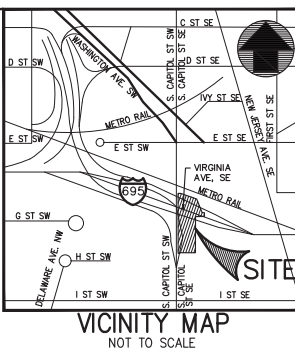 C ST SE
WASHINGTON AVE. SW
S. CAPITOL ST SW
S. CAPITOL ST SE
D ST SW
D ST SE
IVY ST SE
NEW JERSEY AVE. SE
FIRST ST SE
METRO RAIL
E ST SW
E ST SW
E ST SE
VIRGINIA
AVE, SE
695
METRO RAIL
G ST SW
DELAWARE AVE. NW
H ST SW
S. CAPITOL ST SW
S. CAPITOL
ST SE
SITE
I ST SW
I ST SE
VICINITY MAP
NOT TO SCALE